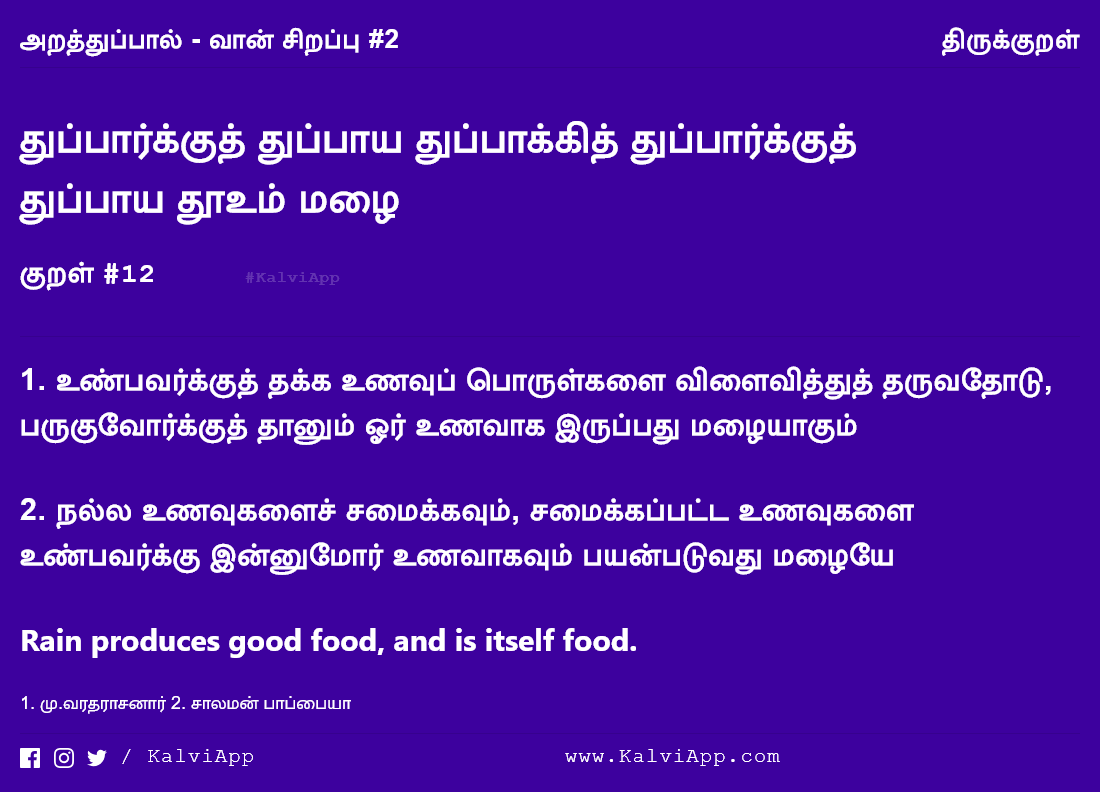 அறத்துப்பால் - வான் சிறப்பு #2
திருக்குறள்
துப்பார்க்குத் துப்பாய துப்பாக்கித் துப்பார்க்குத்
துப்பாய தூஉம் மழை
குறள் #12
#KalviApp
1. உண்பவர்க்குத் தக்க உணவுப் பொருள்களை விளைவித்துத் தருவதோடு,
பருகுவோர்க்குத் தானும் ஓர் உணவாக இருப்பது மழையாகும்
2. நல்ல உணவுகளைச் சமைக்கவும், சமைக்கப்பட்ட உணவுகளை
உண்பவர்க்கு இன்னுமோர் உணவாகவும் பயன்படுவது மழையே
Rain produces good food, and is itself food.
1. மு.வரதராசனார் 2. சாலமன் பாப்பையா
/ KalviApp
www.KalviApp.com